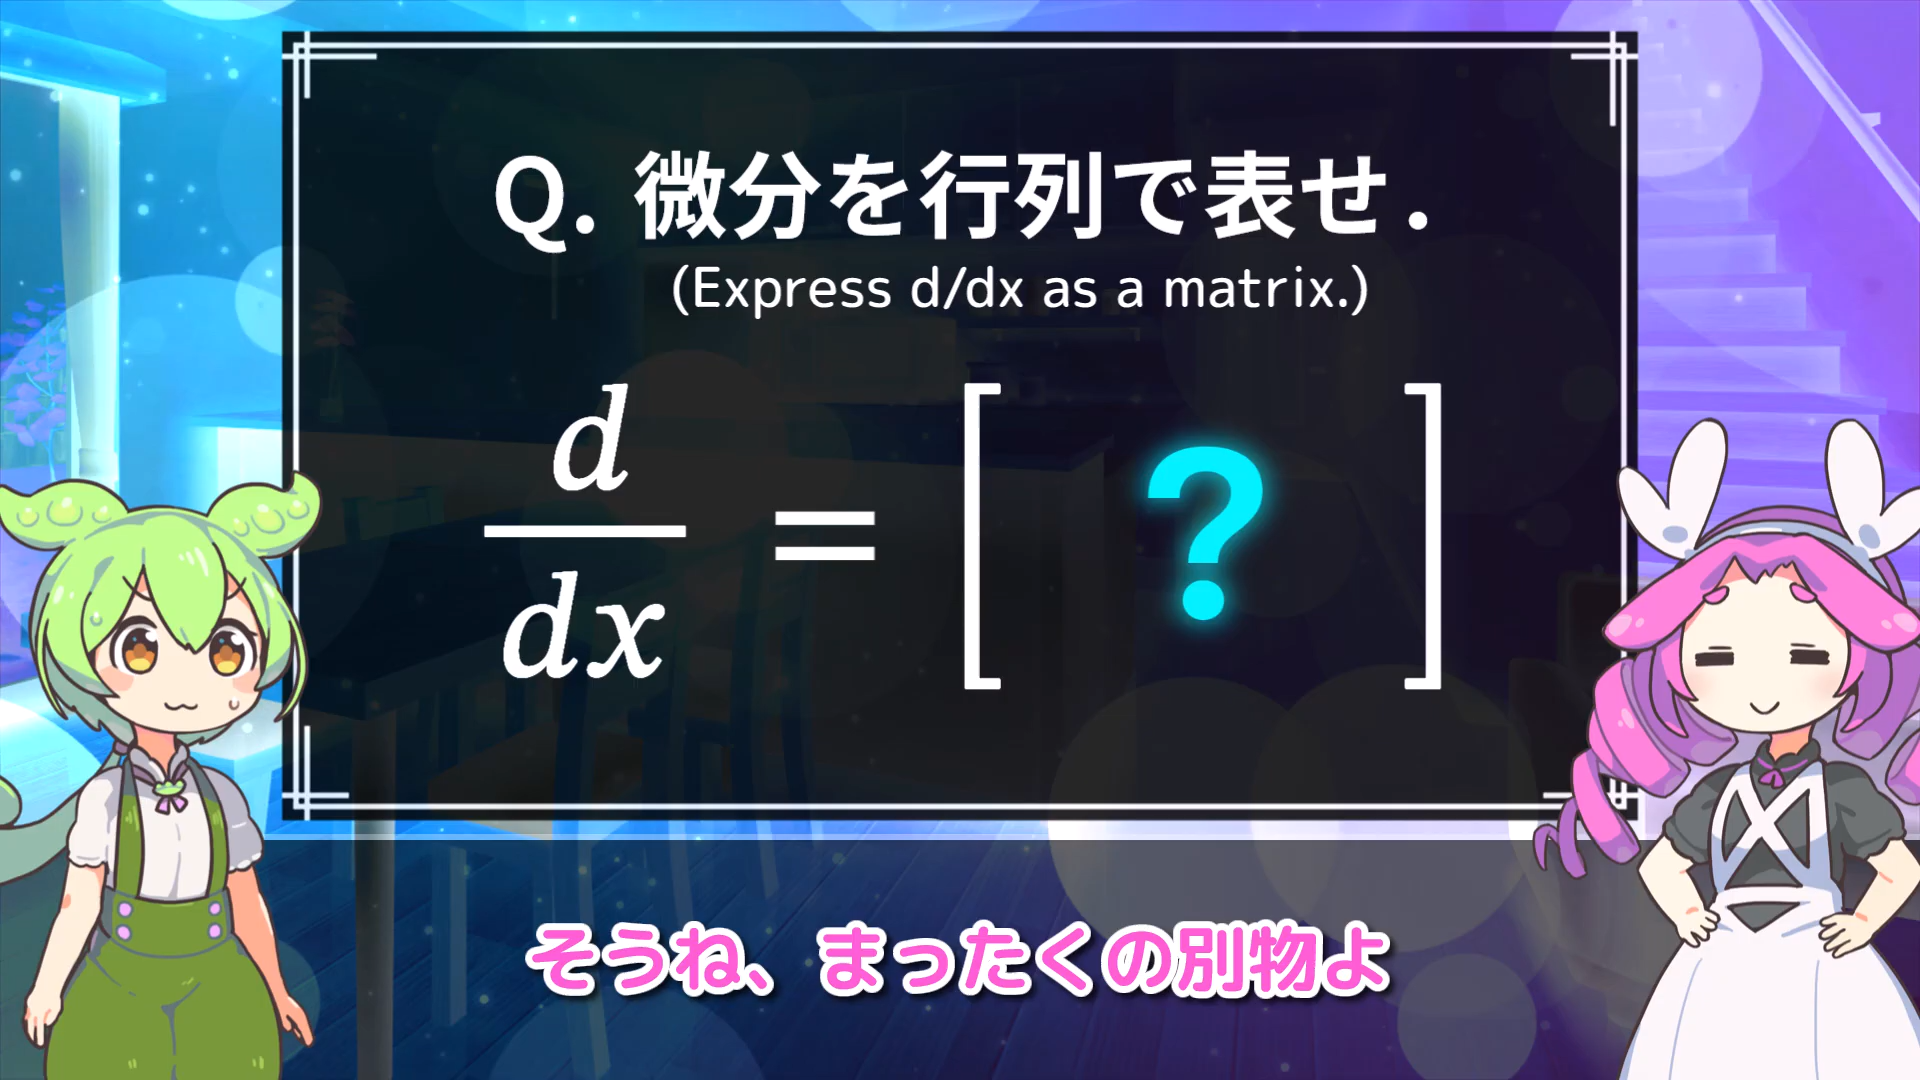 Q. 微分を行列で表せ.
(Express d/dx as a matrix.)
d
dx
= [ ? ]
そうね、まったくの別物よ